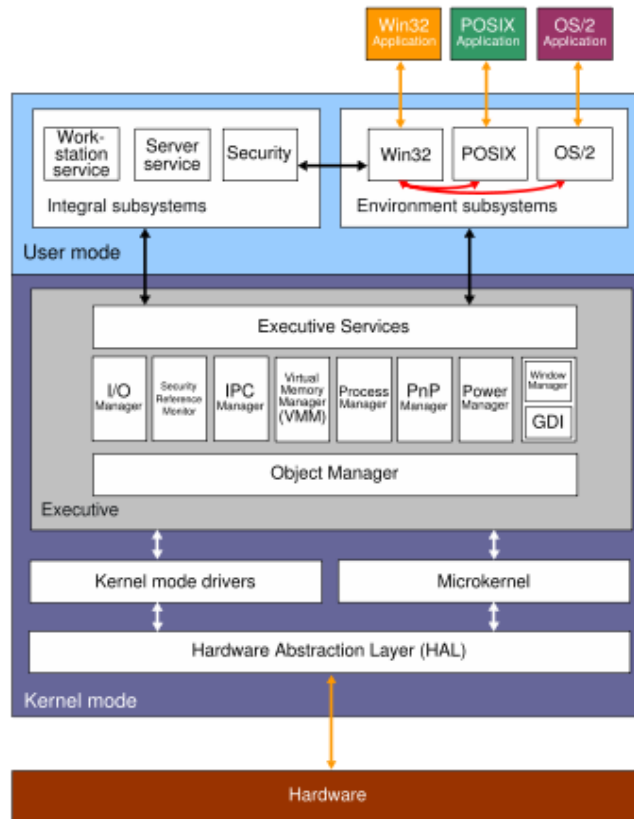 Win32
Application
POSIX
Application
OS/2
Application
Work-
station
service
Server
service
Security
Integral subsystems
Win32
POSIX
OS/2
Environment subsystems
User mode
Executive Services
I/O
Manager
Security
Reference
Monitor
IPC
Manager
Virtual
Memory
Manager
(VMM)
Process
Manager
PnP
Manager
Power
Manager
Window
Manager
GDI
Object Manager
Executive
Kernel mode drivers
Microkernel
Hardware Abstraction Layer (HAL)
Kernel mode
Hardware